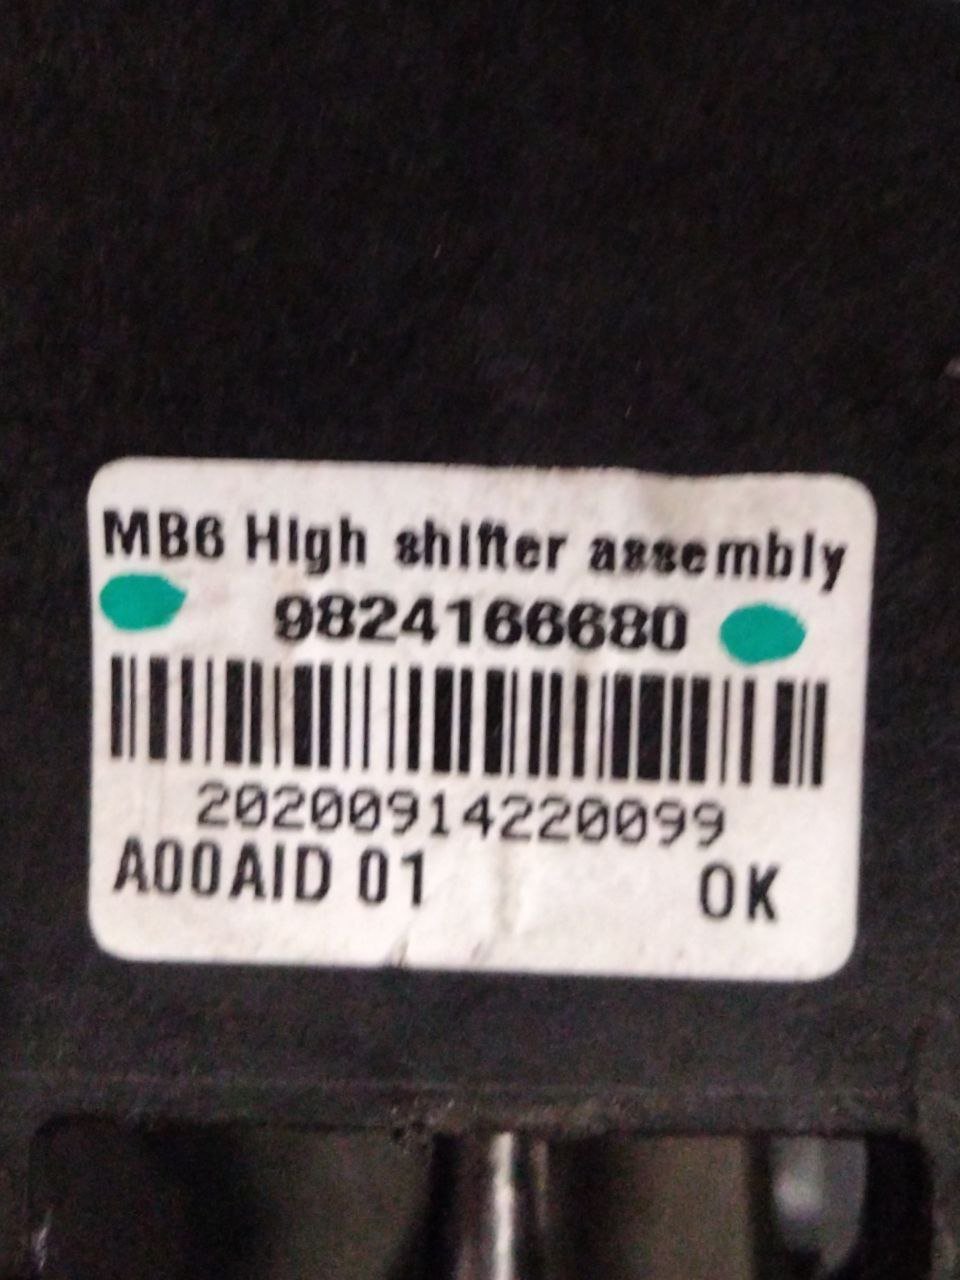 MB6 High shifter assembly
9824166680
20200914220099
A00AID 01 OK